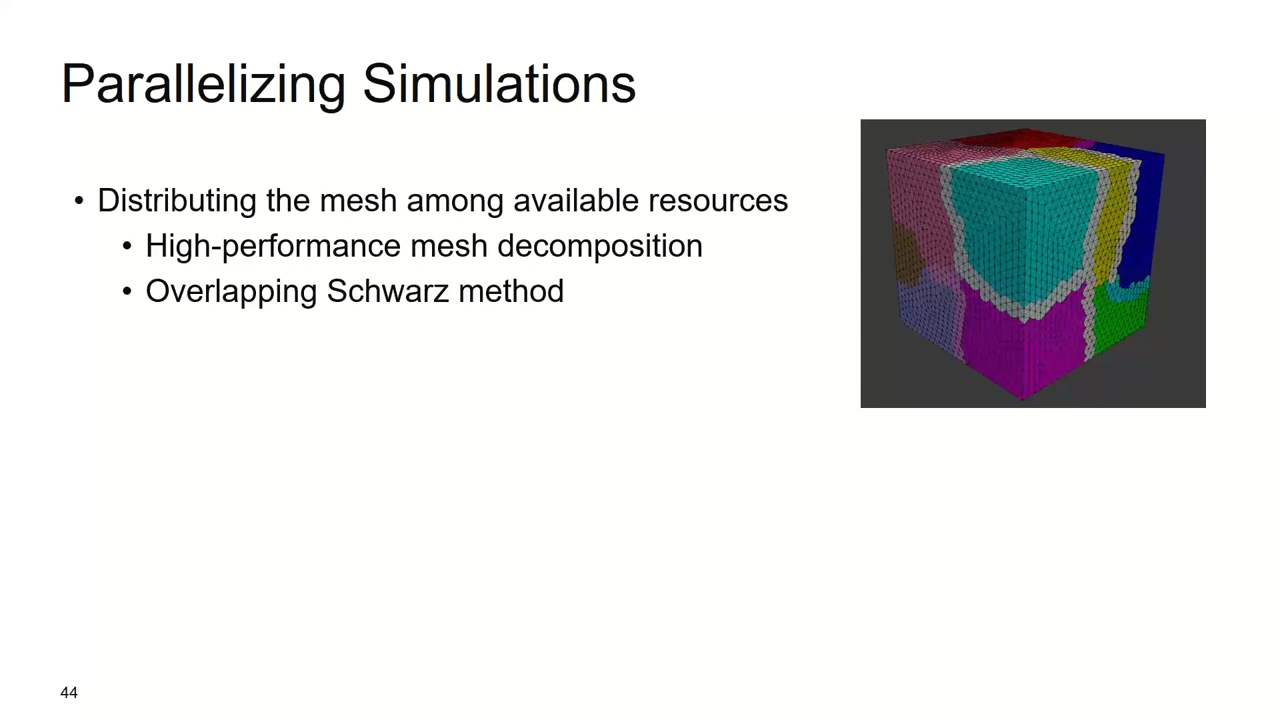 Parallelizing Simulations
• Distributing the mesh among available resources
• High-performance mesh decomposition
• Overlapping Schwarz method
44